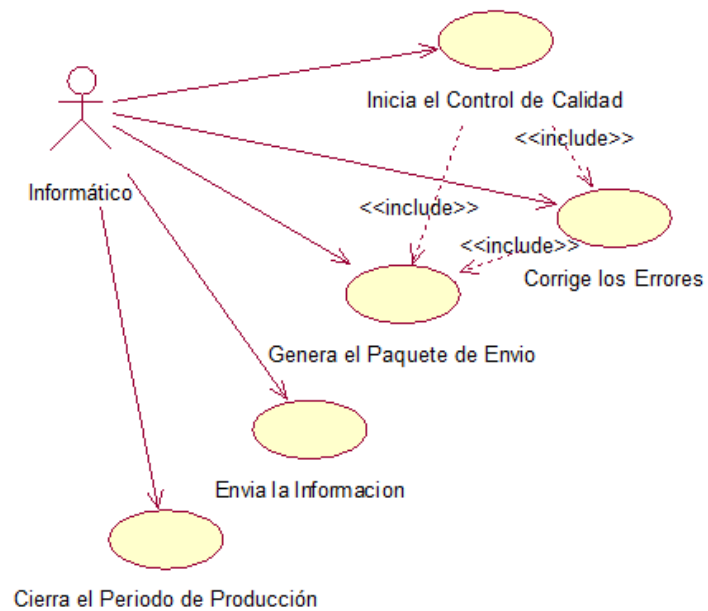 Inicia el Control de Calidad
<<include>>
Informático
<<include>>
<<include>>
Corrige los Errores
Genera el Paquete de Envio
Envia la Informacion
Cierra el Periodo de Producción